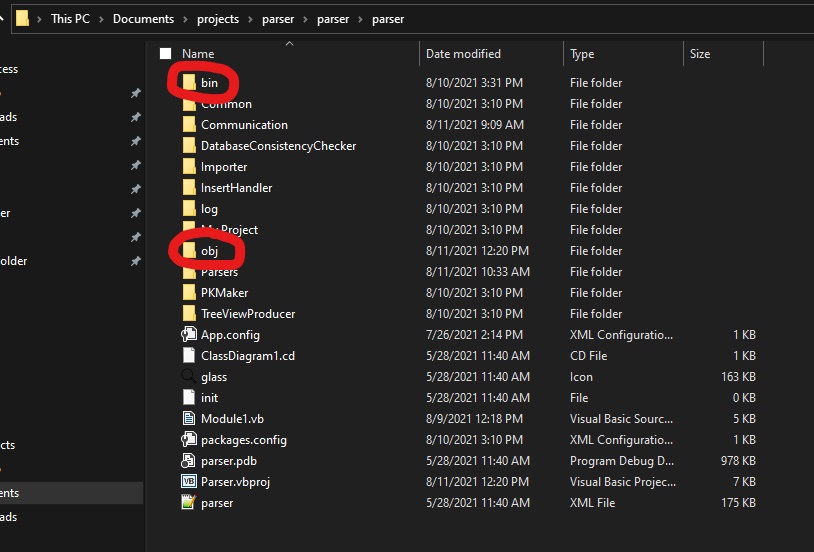 This PC > Documents > projects > parser > parser > parser
Name Date modified Type Size
cess
ads
ents
er
older
cts
ents
ads
bin 8/10/2021 3:31 PM File folder
Common 8/10/2021 3:10 PM File folder
Communication 8/11/2021 9:09 AM File folder
DatabaseConsistencyChecker 8/10/2021 3:10 PM File folder
Importer 8/10/2021 3:10 PM File folder
InsertHandler 8/10/2021 3:10 PM File folder
log 8/10/2021 3:10 PM File folder
My Project 8/10/2021 3:10 PM File folder
obj 8/11/2021 12:20 PM File folder
Parsers 8/11/2021 10:33 AM File folder
PKMaker 8/10/2021 3:10 PM File folder
TreeViewProducer 8/10/2021 3:10 PM File folder
App.config 7/26/2021 2:14 PM XML Configuratio... 1 KB
ClassDiagram1.cd 5/28/2021 11:40 AM CD File 1 KB
glass 5/28/2021 11:40 AM Icon 163 KB
init 5/28/2021 11:40 AM File 0 KB
Module1.vb 8/9/2021 12:18 PM Visual Basic Sourc... 5 KB
packages.config 8/10/2021 3:10 PM XML Configuratio... 1 KB
parser.pdb 5/28/2021 11:40 AM Program Debug D... 978 KB
Parser.vbproj 8/11/2021 12:20 PM Visual Basic Projec... 7 KB
parser 5/28/2021 11:40 AM XML File 175 KB